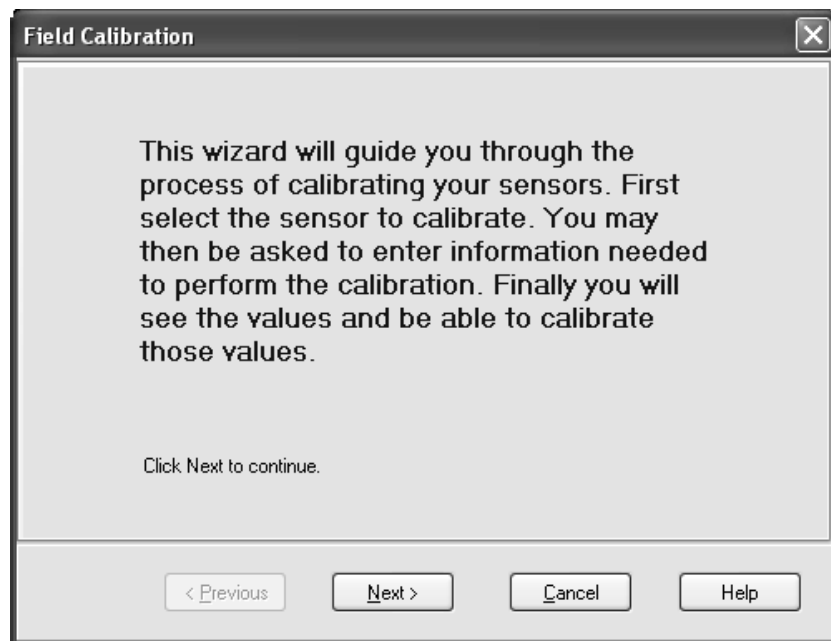 Field Calibration
This wizard will guide you through the
process of calibrating your sensors. First
select the sensor to calibrate. You may
then be asked to enter information needed
to perform the calibration. Finally you will
see the values and be able to calibrate
those values.
Click Next to continue.
< Previous
Next >
Cancel
Help